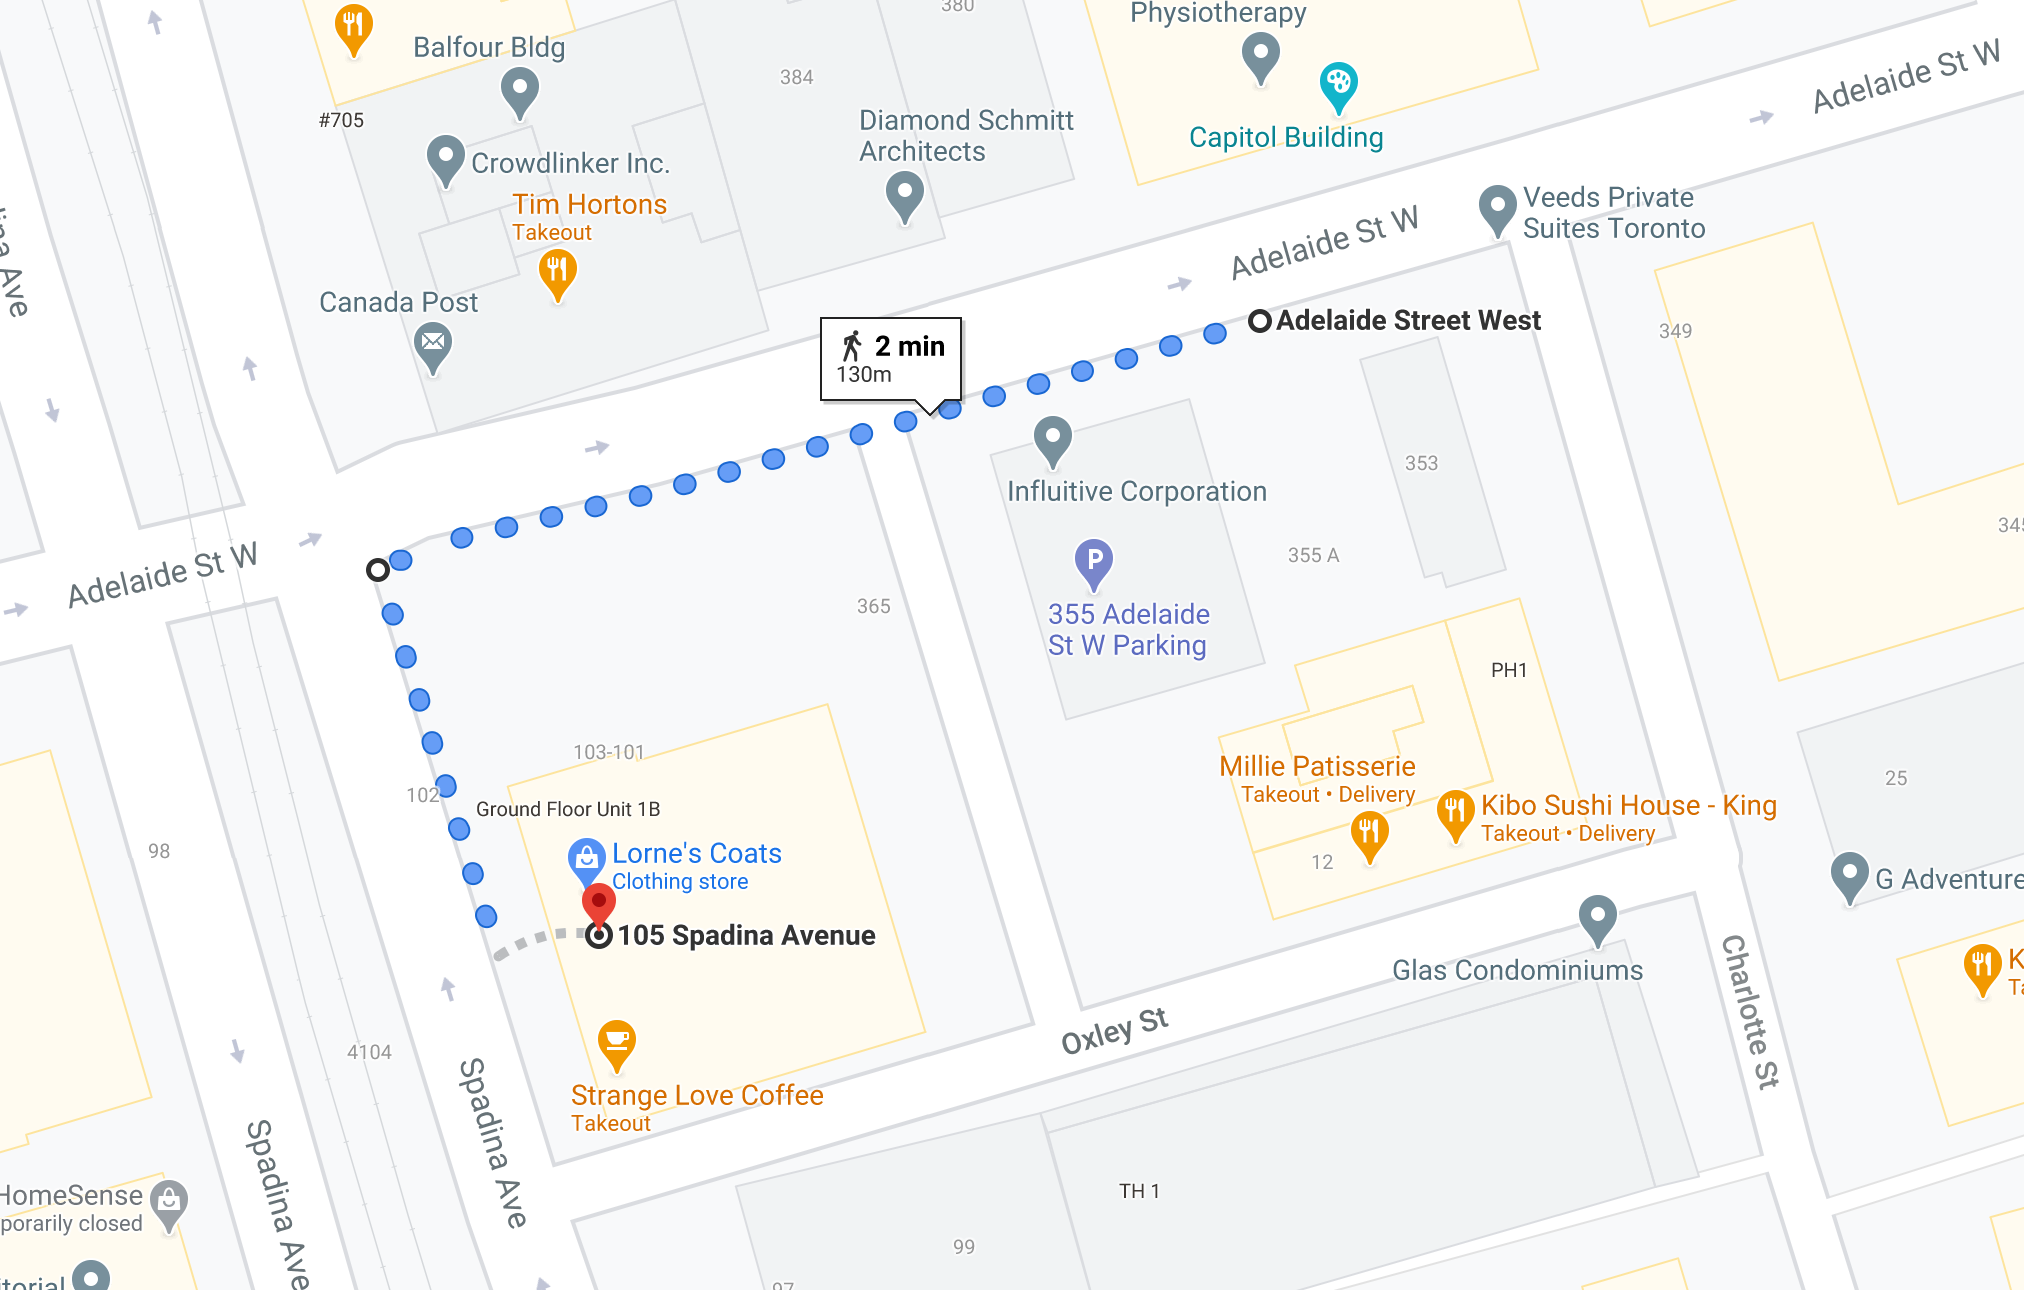 380
Physiotherapy
Balfour Bldg
Adelaide St W
384
#705
Diamond Schmitt
Architects
Capitol Building
Crowdlinker Inc.
Tim Hortons
Takeout
Veeds Private
Suites Toronto
Adelaide St W
Canada Post
Adelaide Street West
349
2 min
130m
353
Influitive Corporation
345
Adelaide St W
355 A
365
355 Adelaide
St W Parking
PH1
103-101
Millie Patisserie
Takeout • Delivery
25
102
Ground Floor Unit 1B
Kibo Sushi House - King
Takeout • Delivery
98
Lorne's Coats
Clothing store
12
G Adventure
105 Spadina Avenue
Glas Condominiums
K
Ta
Charlotte St
Oxley St
4104
Strange Love Coffee
Takeout
Spadina Ave
Spadina Ave
HomeSense
porarily closed
TH 1
99
97
itorial